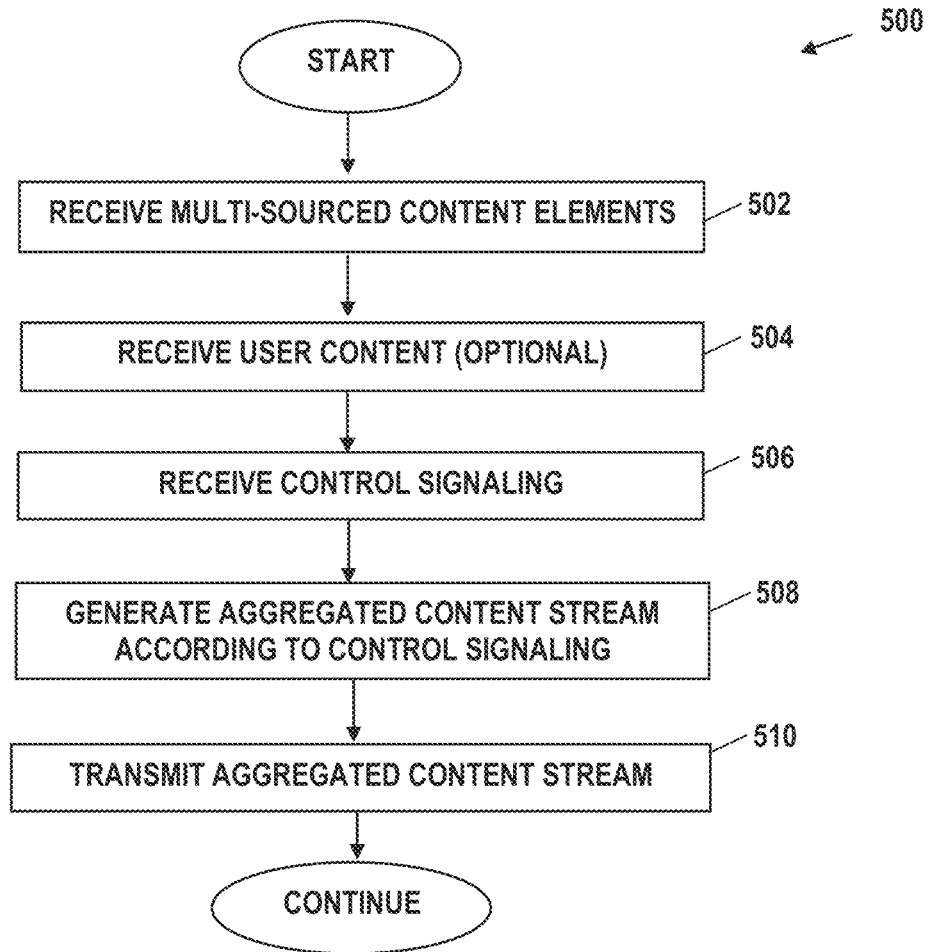 500
START
RECEIVE MULTI-SOURCED CONTENT ELEMENTS
502
RECEIVE USER CONTENT (OPTIONAL)
504
RECEIVE CONTROL SIGNALING
506
GENERATE AGGREGATED CONTENT STREAM
ACCORDING TO CONTROL SIGNALING
508
TRANSMIT AGGREGATED CONTENT STREAM
510
CONTINUE